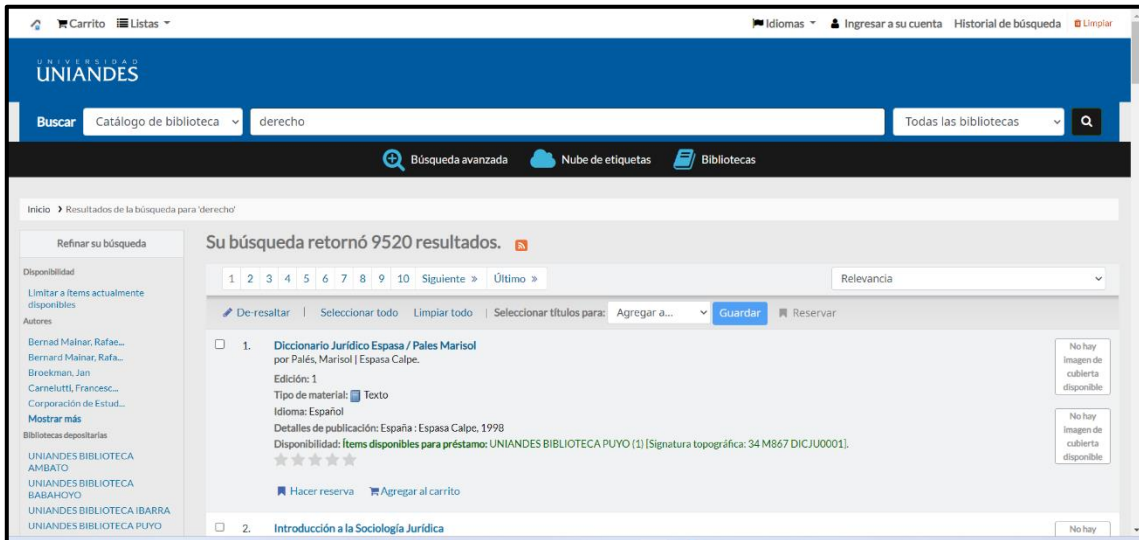 Carrito Listas
Idiomas Ingresar a su cuenta Historial de búsqueda Limpiar
UNIVERSIDAD
UNIANDES
Buscar Catálogo de biblioteca derecho Todas las bibliotecas
Búsqueda avanzada Nube de etiquetas Bibliotecas
Inicio Resultados de la búsqueda para 'derecho'
Refinar su búsqueda
Disponibilidad
Limitar a ítems actualmente
disponibles
Autores
Bernad Mainar, Rafae...
Bernard Mainar, Rafa...
Broekman, Jan
Carnelutti, Francesc...
Corporación de Estud...
Mostrar más
Bibliotecas depositarias
UNIANDES BIBLIOTECA
AMBATO
UNIANDES BIBLIOTECA
BABAHOYO
UNIANDES BIBLIOTECA IBARRA
UNIANDES BIBLIOTECA PUYO
Su búsqueda retornó 9520 resultados.
1 2 3 4 5 6 7 8 9 10 Siguiente » Último »
Relevancia
De-resaltar | Seleccionar todo Limpiar todo | Seleccionar títulos para: Agregar a... Guardar Reservar
1. Diccionario Jurídico Espasa / Pales Marisol
por Palés, Marisol | Espasa Calpe.
Edición: 1
Tipo de material: Texto
Idioma: Español
Detalles de publicación: España : Espasa Calpe, 1998
Disponibilidad: Ítems disponibles para préstamo: UNIANDES BIBLIOTECA PUYO (1) [Signatura topográfica: 34 M867 DICJU0001].
Hacer reserva Agregar al carrito
No hay
imagen de
cubierta
disponible
No hay
imagen de
cubierta
disponible
2. Introducción a la Sociología Jurídica
No hay